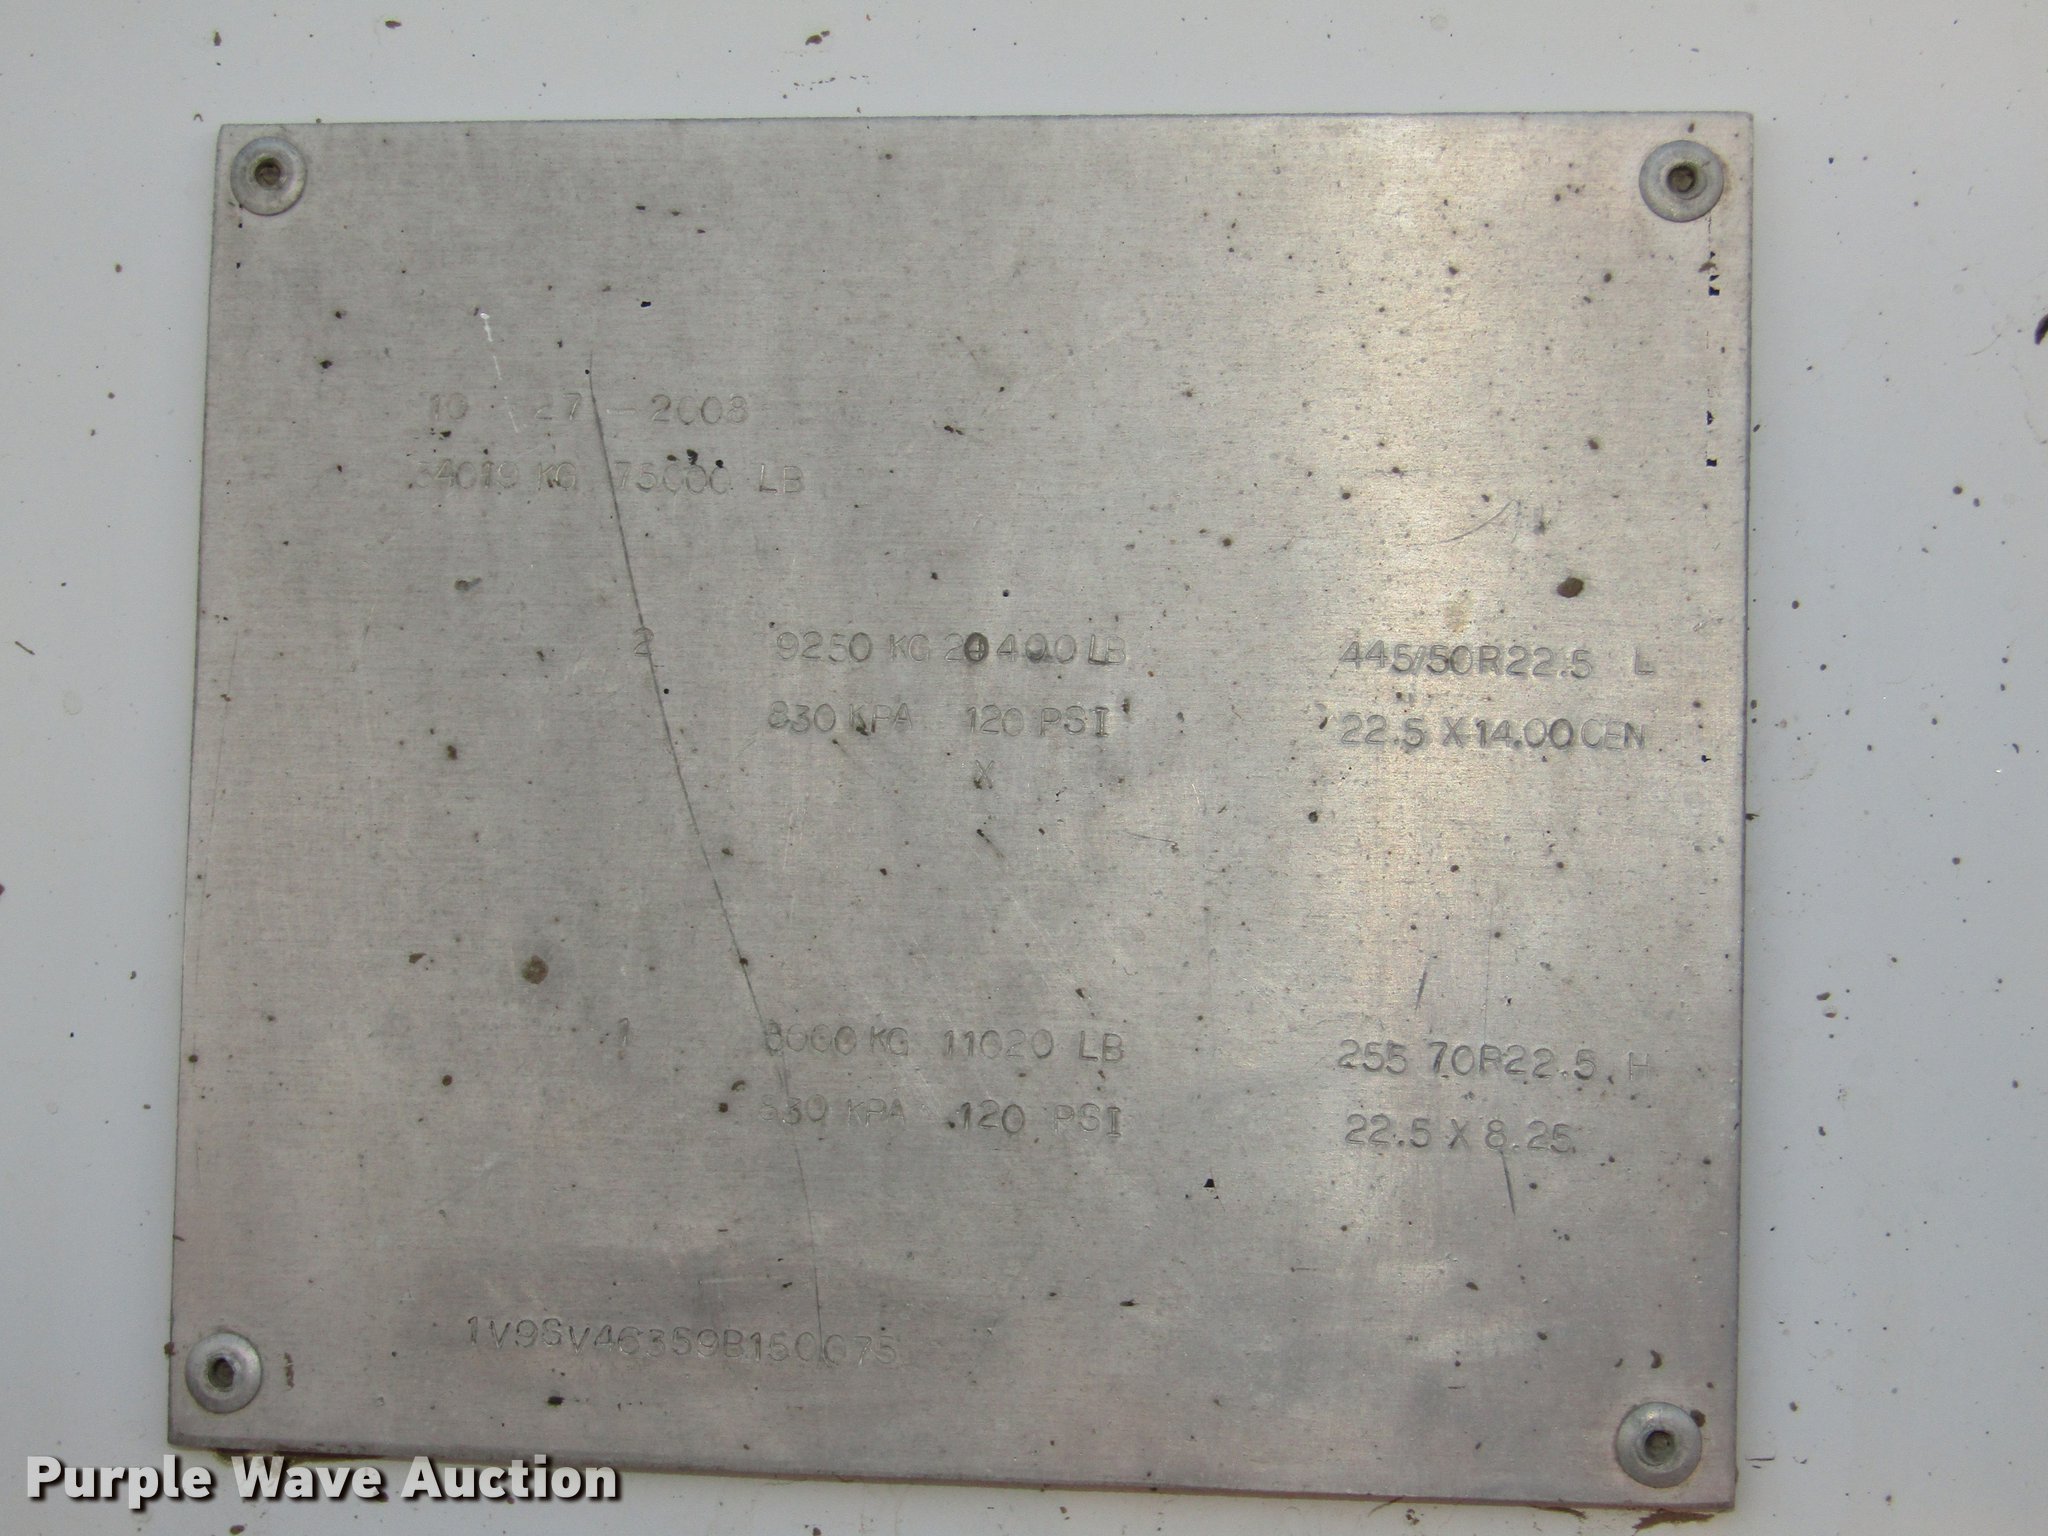 10 27 - 2008
34019 KG 75000 LB
2 9250 KG 20400 LB 445/50R22.5 L
830 KPA 120 PSI 22.5 X 14.00 CEN
X
1 KG 11020 LB 255 70R22.5 H
830 KPA 120 PSI 22.5 X 8.25
1V9SV46359B150075
Purple Wave Auction